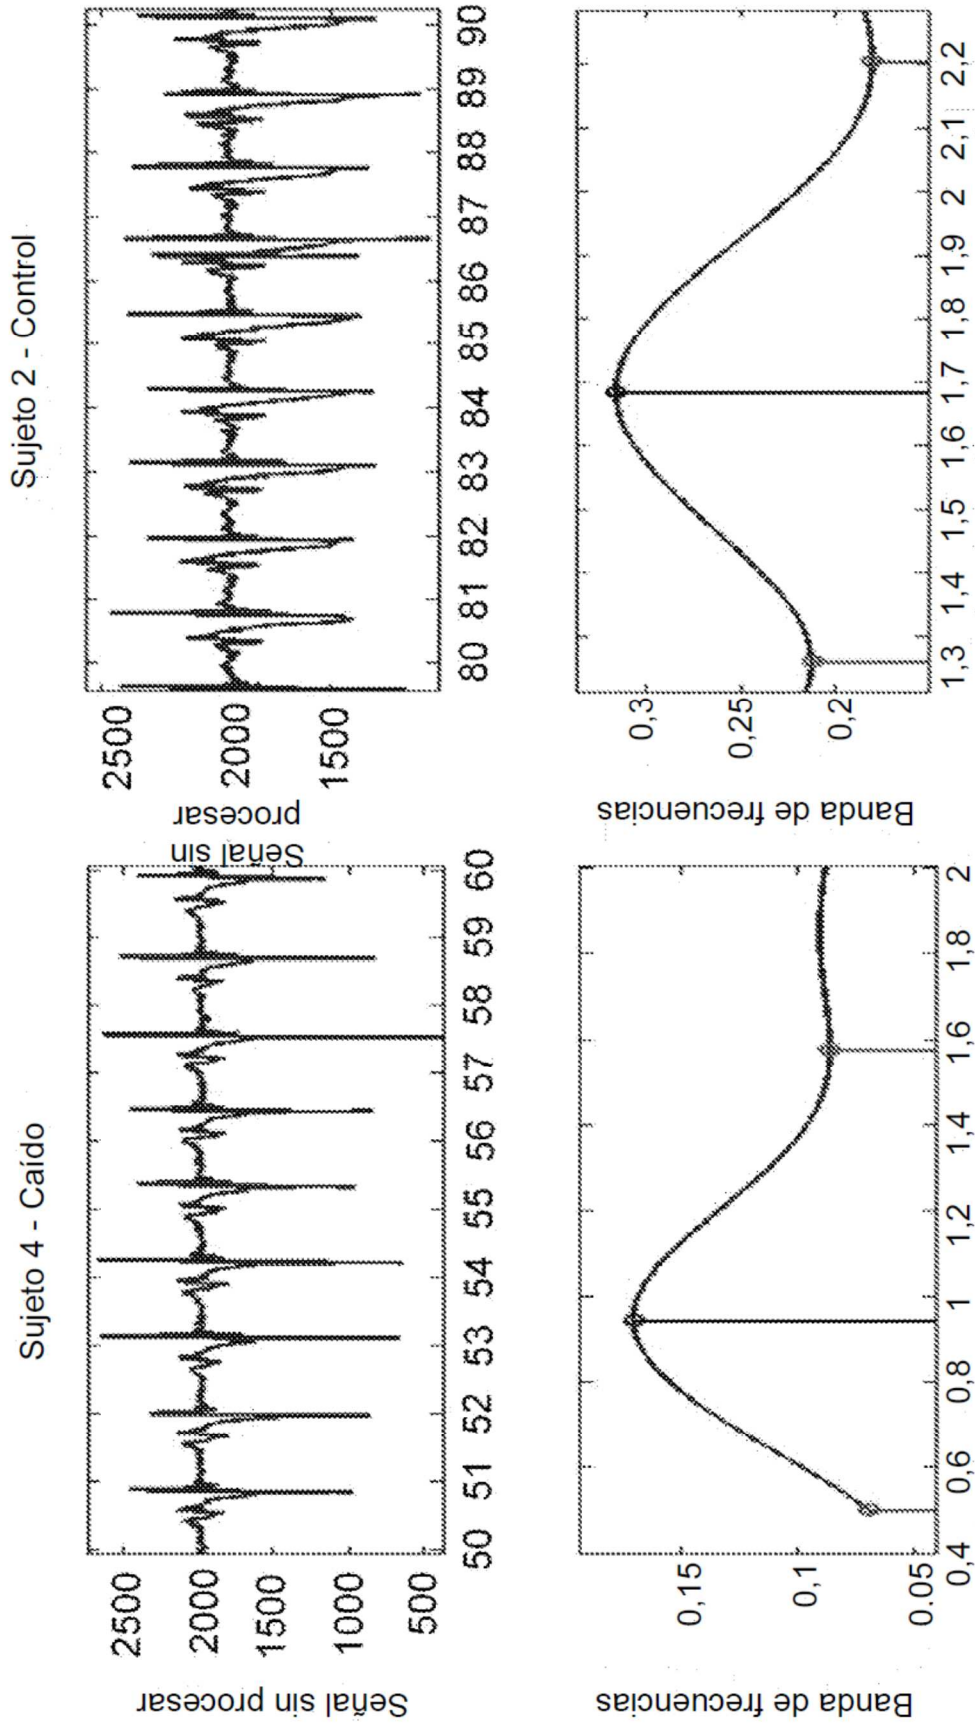 Sujeto 4 - Caído
Señal sin procesar
2500
2000
1500
1000
500
50 51 52 53 54 55 56 57 58 59 60
Banda de frecuencias
0,15
0,1
0.05
0,4 0,6 0,8 1 1,2 1,4 1,6 1,8 2
Sujeto 2 - Control
Señal sin
procesar
2500
2000
1500
80 81 82 83 84 85 86 87 88 89 90
Banda de frecuencias
0,3
0,25
0,2
1,3 1,4 1,5 1,6 1,7 1,8 1,9 2 2,1 2,2